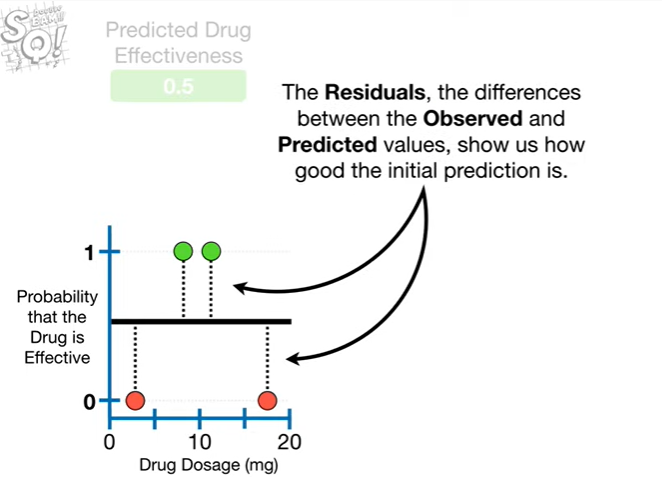 SQ!
Predicted Drug
Effectiveness
0.5
The Residuals, the differences
between the Observed and
Predicted values, show us how
good the initial prediction is.
1
Probability
that the
Drug is
Effective
0
0 10 20
Drug Dosage (mg)